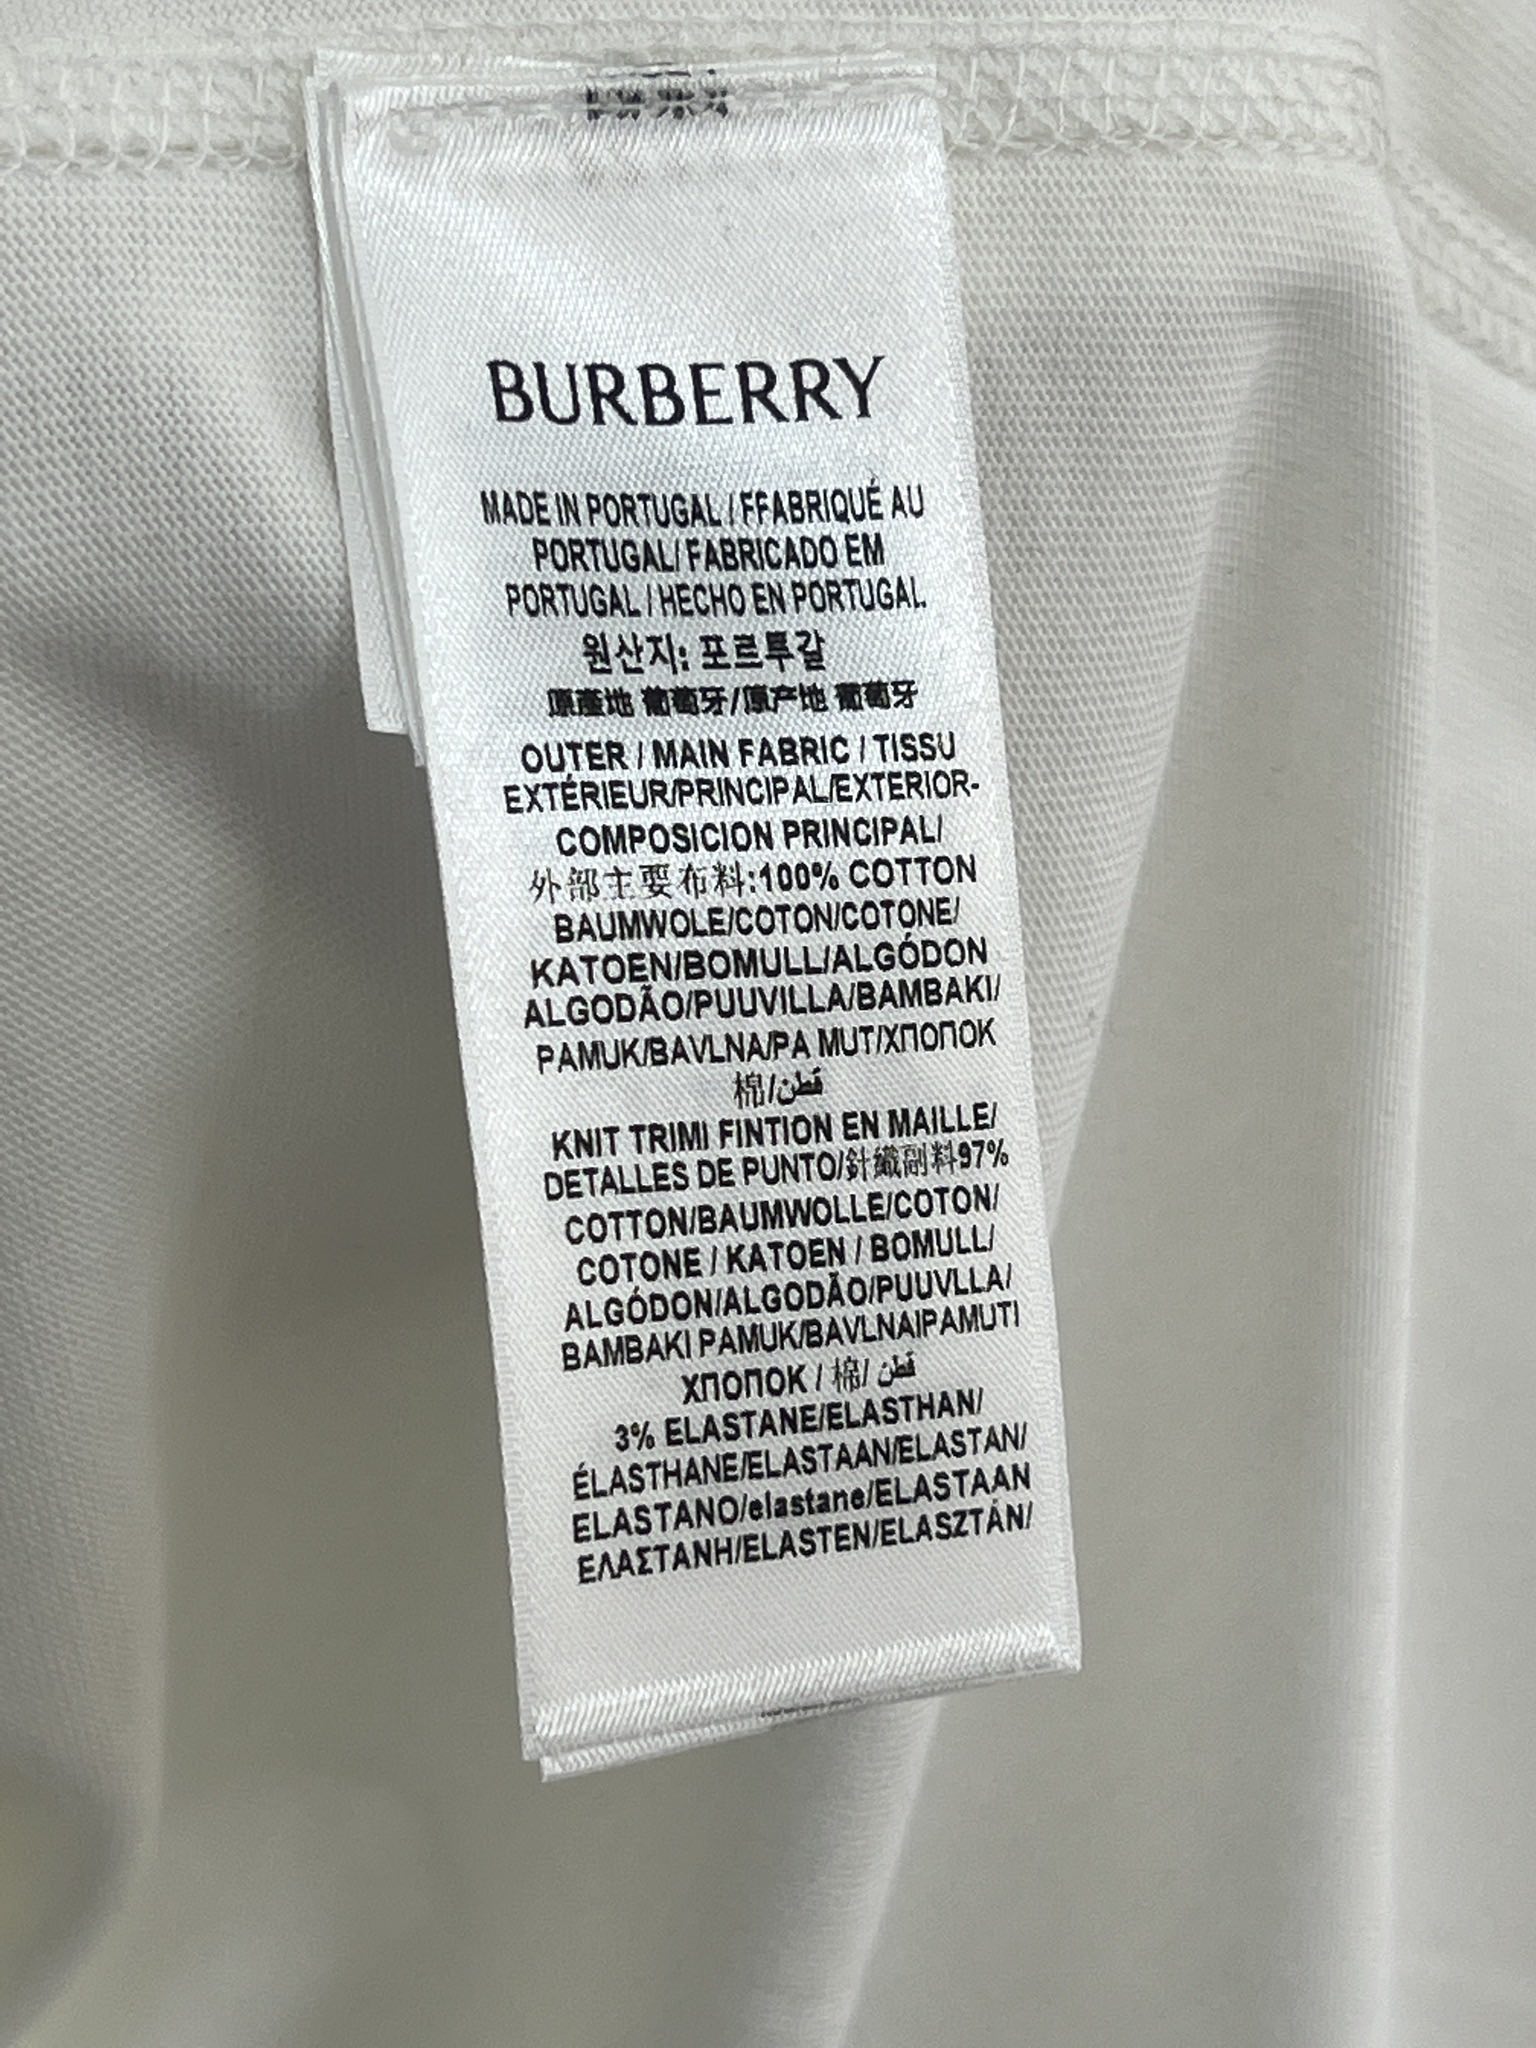 BURBERRY
MADE IN PORTUGAL / FFABRIQUÉ AU
PORTUGAL/ FABRICADO EM
PORTUGAL / HECHO EN PORTUGAL.
원산지: 포르투갈
原產地 葡萄牙/原产地 葡萄牙
OUTER / MAIN FABRIC / TISSU
EXTÉRIEUR/PRINCIPAL/EXTERIOR-
COMPOSICION PRINCIPAL/
外部主要布料:100% COTTON
BAUMWOLE/COTON/COTONE/
KATOEN/BOMULL/ALGÓDON
ALGODÃO/PUUVILLA/BAMBAKI/
PAMUK/BAVLNA/PA MUT/ХПОПОК
棉/قطن
KNIT TRIMI FINTION EN MAILLE/
DETALLES DE PUNTO/針織副料97%
COTTON/BAUMWOLLE/COTON/
COTONE / KATOEN / BOMULL/
ALGÓDON/ALGODÃO/PUUVLLA/
BAMBAKI PAMUK/BAVLNAIPAMUTI
ХПОПОК / 棉/ قطن
3% ELASTANE/ELASTHAN/
ÉLASTHANE/ELASTAAN/ELASTAN/
ELASTANO/elastane/ELASTAAN
ΕΛΑΣΤΑΝΗ/ELASTEN/ELASZTÁN/